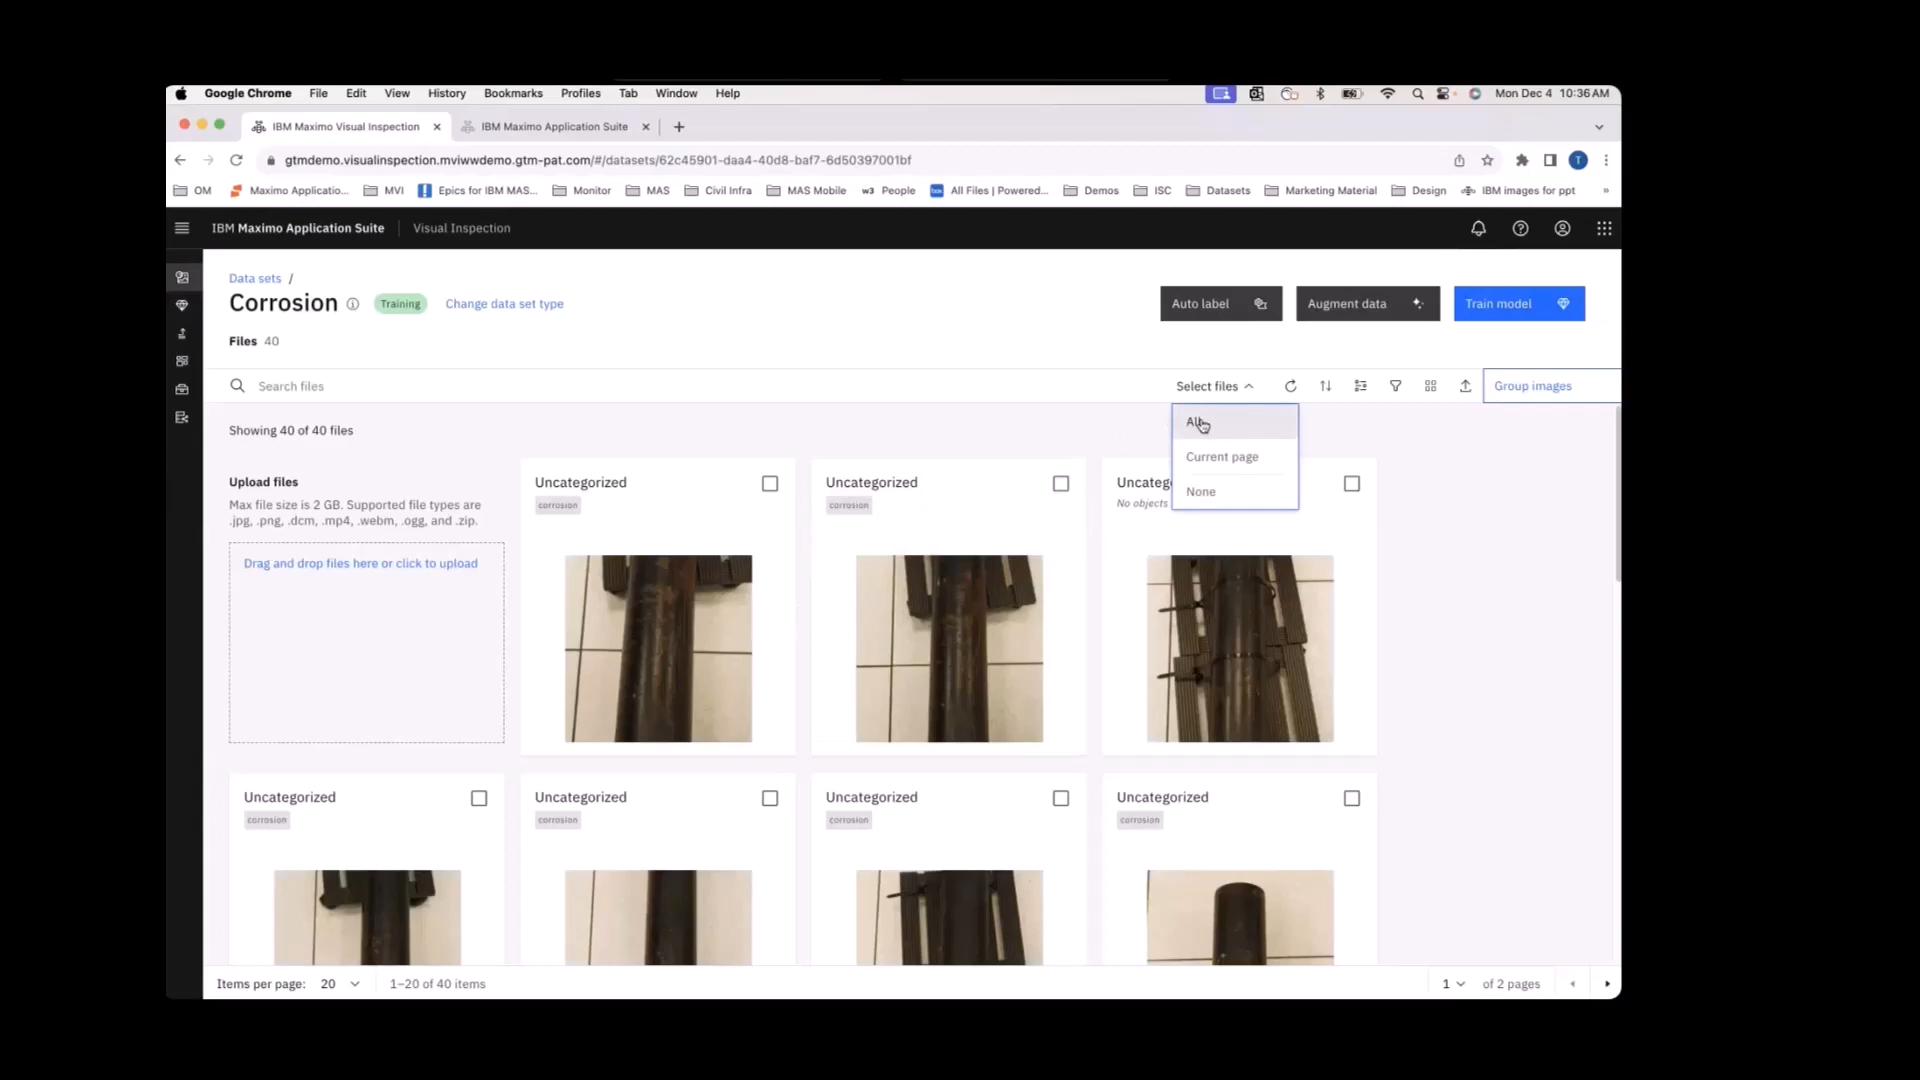 Google Chrome File Edit View History Bookmarks Profiles Tab Window Help Mon Dec 4 10:36 AM
IBM Maximo Visual Inspection IBM Maximo Application Suite
gtmdemo.visualinspection.mviwwdemo.gtm-pat.com/#/datasets/62c45901-daa4-40d8-baf7-6d50397001bf T
OM Maximo Applicatio... MVI Epics for IBM MAS... Monitor MAS Civil Infra MAS Mobile w3 People box All Files | Powered... Demos ISC Datasets Marketing Material Design IBM images for ppt »
IBM Maximo Application Suite Visual Inspection
Data sets /
Corrosion Training Change data set type Auto label Augment data Train model
Files 40
Search files Select files Group images
All
Current page
None
Showing 40 of 40 files
Upload files
Max file size is 2 GB. Supported file types are
.jpg, .png, .dcm, .mp4, .webm, .ogg, and .zip.
Drag and drop files here or click to upload
Uncategorized
corrosion
Uncategorized
corrosion
Uncateg
No objects
Uncategorized
corrosion
Uncategorized
corrosion
Uncategorized
corrosion
Uncategorized
corrosion
Items per page: 20 1–20 of 40 items 1 of 2 pages